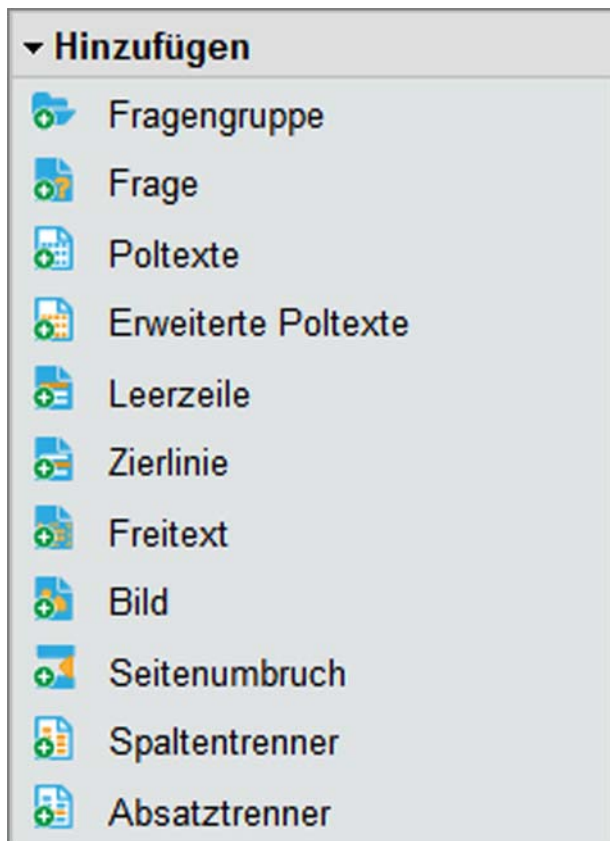 Hinzufügen
Fragengruppe
Frage
Poltexte
Erweiterte Poltexte
Leerzeile
Zierlinie
Freitext
Bild
Seitenumbruch
Spaltentrenner
Absatztrenner